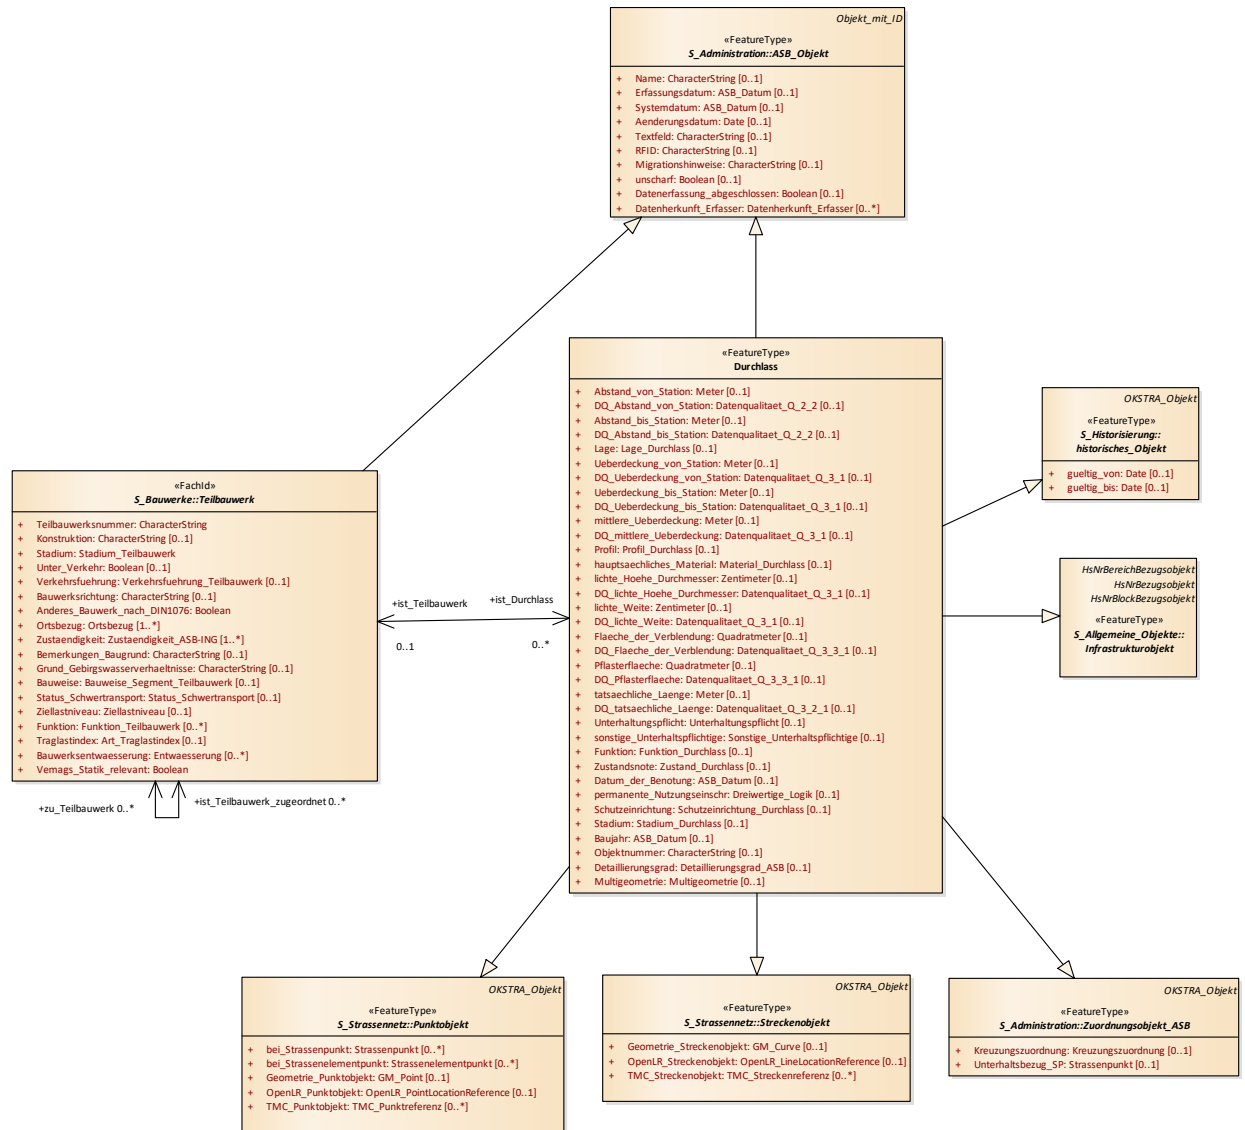 Objekt_mit_ID
«FeatureType»
S_Administration::ASB_Objekt
+ Name: CharacterString [0..1]
+ Erfassungsdatum: ASB_Datum [0..1]
+ Systemdatum: ASB_Datum [0..1]
+ Aenderungsdatum: Date [0..1]
+ Textfeld: CharacterString [0..1]
+ RFID: CharacterString [0..1]
+ Migrationshinweise: CharacterString [0..1]
+ unscharf: Boolean [0..1]
+ Datenerfassung_abgeschlossen: Boolean [0..1]
+ Datenherkunft_Erfasser: Datenherkunft_Erfasser [0..*]
«FeatureType»
Durchlass
+ Abstand_von_Station: Meter [0..1]
+ DQ_Abstand_von_Station: Datenqualitaet_Q_2_2 [0..1]
+ Abstand_bis_Station: Meter [0..1]
+ DQ_Abstand_bis_Station: Datenqualitaet_Q_2_2 [0..1]
+ Lage: Lage_Durchlass [0..1]
+ Ueberdeckung_von_Station: Meter [0..1]
+ DQ_Ueberdeckung_von_Station: Datenqualitaet_Q_3_1 [0..1]
+ Ueberdeckung_bis_Station: Meter [0..1]
+ DQ_Ueberdeckung_bis_Station: Datenqualitaet_Q_3_1 [0..1]
+ mittlere_Ueberdeckung: Meter [0..1]
+ DQ_mittlere_Ueberdeckung: Datenqualitaet_Q_3_1 [0..1]
+ Profil: Profil_Durchlass [0..1]
+ hauptsaechliches_Material: Material_Durchlass [0..1]
+ lichte_Hoehe_Durchmesser: Zentimeter [0..1]
+ DQ_lichte_Hoehe_Durchmesser: Datenqualitaet_Q_3_1 [0..1]
+ lichte_Weite: Zentimeter [0..1]
+ DQ_lichte_Weite: Datenqualitaet_Q_3_1 [0..1]
+ Flaeche_der_Verblendung: Quadratmeter [0..1]
+ DQ_Flaeche_der_Verblendung: Datenqualitaet_Q_3_3_1 [0..1]
+ Pflasterflaeche: Quadratmeter [0..1]
+ DQ_Pflasterflaeche: Datenqualitaet_Q_3_3_1 [0..1]
+ tatsaechliche_Laenge: Meter [0..1]
+ DQ_tatsaechliche_Laenge: Datenqualitaet_Q_3_2_1 [0..1]
+ Unterhaltungspflicht: Unterhaltungspflicht [0..1]
+ sonstige_Unterhaltspflichtige: Sonstige_Unterhaltspflichtige [0..1]
+ Funktion: Funktion_Durchlass [0..1]
+ Zustandsnote: Zustand_Durchlass [0..1]
+ Datum_der_Benotung: ASB_Datum [0..1]
+ permanente_Nutzungseinschr: Dreiwertige_Logik [0..1]
+ Schutzeinrichtung: Schutzeinrichtung_Durchlass [0..1]
+ Stadium: Stadium_Durchlass [0..1]
+ Baujahr: ASB_Datum [0..1]
+ Objektnummer: CharacterString [0..1]
+ Detaillierungsgrad: Detaillierungsgrad_ASB [0..1]
+ Multigeometrie: Multigeometrie [0..1]
OKSTRA_Objekt
«FeatureType»
S_Historisierung::
historisches_Objekt
+ gueltig_von: Date [0..1]
+ gueltig_bis: Date [0..1]
HsNrBereichBezugsobjekt
HsNrBezugsobjekt
HsNrBlockBezugsobjekt
«FeatureType»
S_Allgemeine_Objekte::
Infrastrukturobjekt
«FachId»
S_Bauwerke::Teilbauwerk
+ Teilbauwerksnummer: CharacterString
+ Konstruktion: CharacterString [0..1]
+ Stadium: Stadium_Teilbauwerk
+ Unter_Verkehr: Boolean [0..1]
+ Verkehrsfuehrung: Verkehrsfuehrung_Teilbauwerk [0..1]
+ Bauwerksrichtung: CharacterString [0..1]
+ Anderes_Bauwerk_nach_DIN1076: Boolean
+ Ortsbezug: Ortsbezug [1..*]
+ Zustaendigkeit: Zustaendigkeit_ASB-ING [1..*]
+ Bemerkungen_Baugrund: CharacterString [0..1]
+ Grund_Gebirgswasserverhaeltnisse: CharacterString [0..1]
+ Bauweise: Bauweise_Segment_Teilbauwerk [0..1]
+ Status_Schwertransport: Status_Schwertransport [0..1]
+ Ziellastniveau: Ziellastniveau [0..1]
+ Funktion: Funktion_Teilbauwerk [0..*]
+ Traglastindex: Art_Traglastindex [0..1]
+ Bauwerksentwaesserung: Entwaesserung [0..*]
+ Vemags_Statik_relevant: Boolean
+ist_Teilbauwerk
+ist_Durchlass
0..1
0..*
+zu_Teilbauwerk 0..*
+ist_Teilbauwerk_zugeordnet 0..*
OKSTRA_Objekt
«FeatureType»
S_Strassennetz::Punktobjekt
+ bei_Strassenpunkt: Strassenpunkt [0..*]
+ bei_Strassenelementpunkt: Strassenelementpunkt [0..*]
+ Geometrie_Punktobjekt: GM_Point [0..1]
+ OpenLR_Punktobjekt: OpenLR_PointLocationReference [0..1]
+ TMC_Punktobjekt: TMC_Punktreferenz [0..*]
OKSTRA_Objekt
«FeatureType»
S_Strassennetz::Streckenobjekt
+ Geometrie_Streckenobjekt: GM_Curve [0..1]
+ OpenLR_Streckenobjekt: OpenLR_LineLocationReference [0..1]
+ TMC_Streckenobjekt: TMC_Streckenreferenz [0..*]
OKSTRA_Objekt
«FeatureType»
S_Administration::Zuordnungsobjekt_ASB
+ Kreuzungszuordnung: Kreuzungszuordnung [0..1]
+ Unterhaltsbezug_SP: Strassenpunkt [0..1]